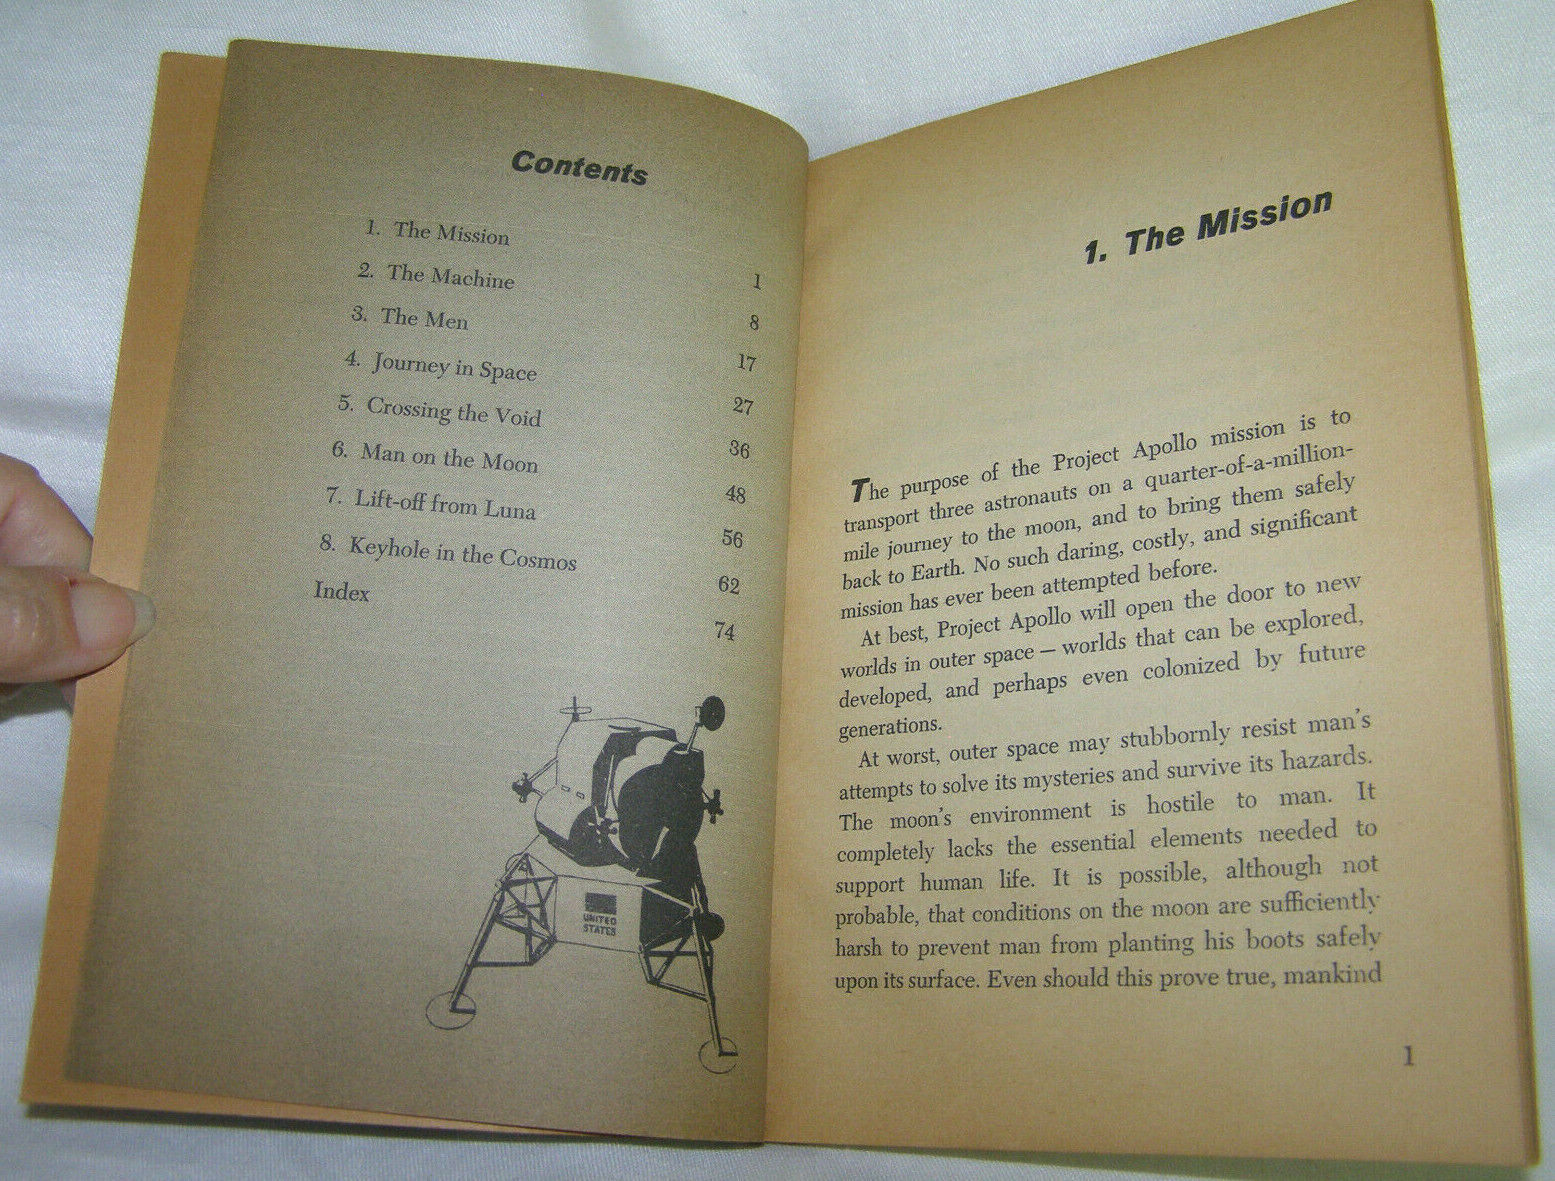 Contents
1. The Mission 1
2. The Machine 8
3. The Men 17
4. Journey in Space 27
5. Crossing the Void 36
6. Man on the Moon 48
7. Lift-off from Luna 56
8. Keyhole in the Cosmos 62
Index 74
UNITED
STATES
1. The Mission
The purpose of the Project Apollo mission is to
transport three astronauts on a quarter-of-a-million-
mile journey to the moon, and to bring them safely
back to Earth. No such daring, costly, and significant
mission has ever been attempted before.
At best, Project Apollo will open the door to new
worlds in outer space — worlds that can be explored,
developed, and perhaps even colonized by future
generations.
At worst, outer space may stubbornly resist man's
attempts to solve its mysteries and survive its hazards.
The moon's environment is hostile to man. It
completely lacks the essential elements needed to
support human life. It is possible, although not
probable, that conditions on the moon are sufficiently
harsh to prevent man from planting his boots safely
upon its surface. Even should this prove true, mankind
1